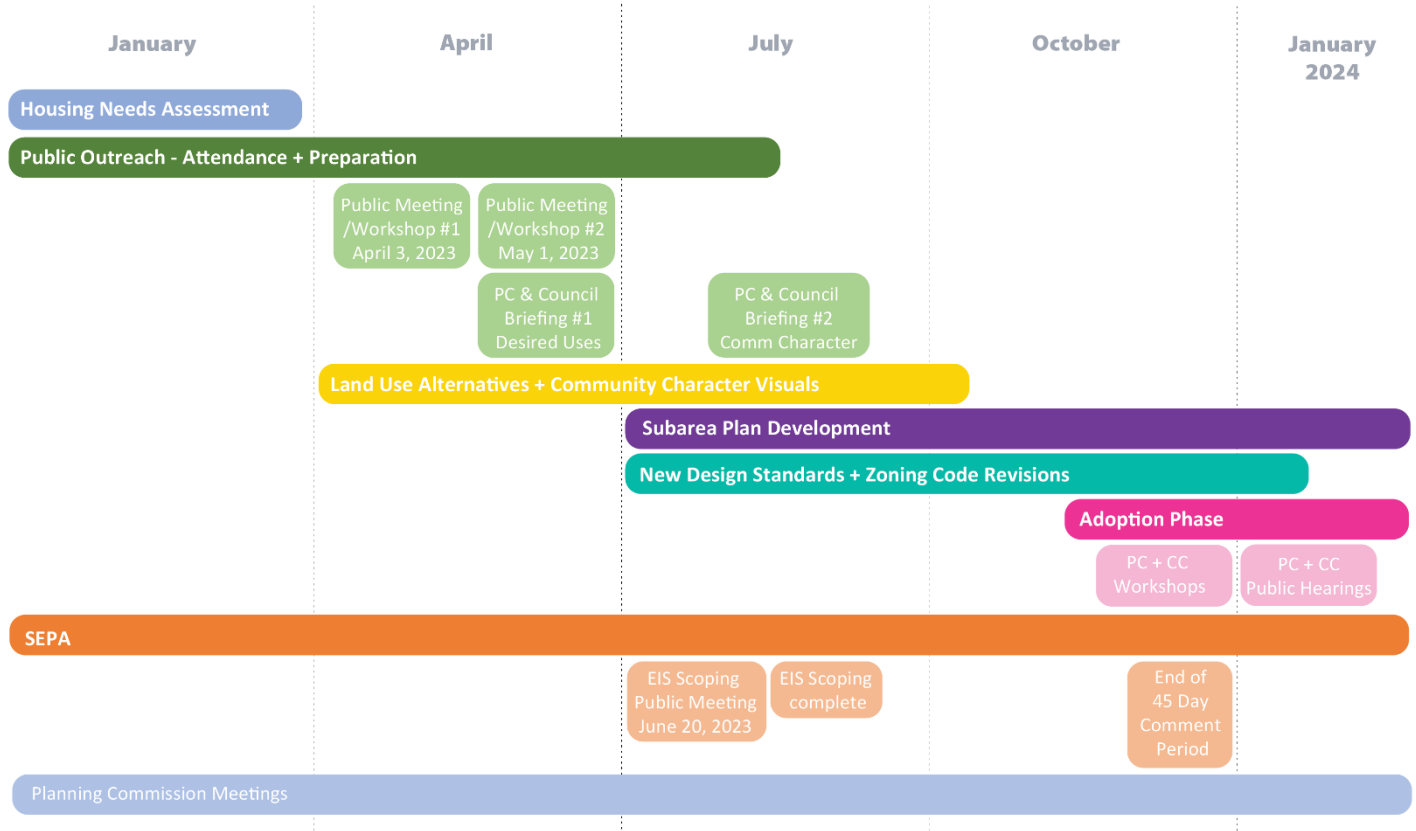 January
April
July
October
January
2024
Housing Needs Assessment
Public Outreach - Attendance + Preparation
Public Meeting
/Workshop #1
April 3, 2023
Public Meeting
/Workshop #2
May 1, 2023
PC & Council
Briefing #1
Desired Uses
PC & Council
Briefing #2
Comm Character
Land Use Alternatives + Community Character Visuals
Subarea Plan Development
New Design Standards + Zoning Code Revisions
Adoption Phase
PC + CC
Workshops
PC + CC
Public Hearings
SEPA
EIS Scoping
Public Meeting
June 20, 2023
EIS Scoping
complete
End of
45 Day
Comment
Period
Planning Commission Meetings